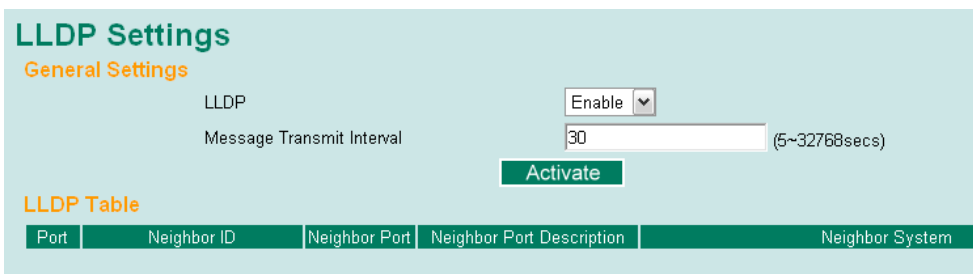 LLDP Settings
General Settings
LLDP Enable
Message Transmit Interval 30 (5~32768secs)
Activate
LLDP Table
Port Neighbor ID Neighbor Port Neighbor Port Description Neighbor System